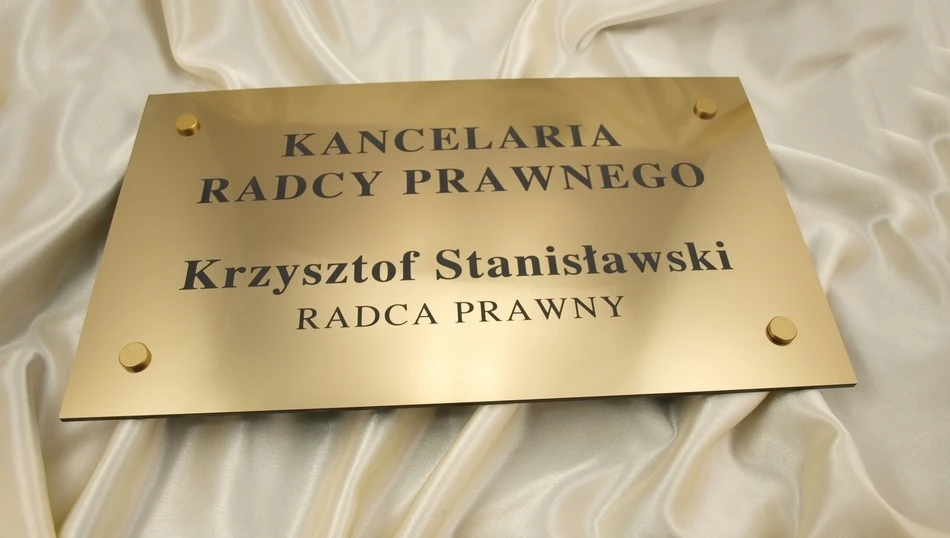 KANCELARIA
RADCY PRAWNEGO
Krzysztof Stanisławski
RADCA PRAWNY